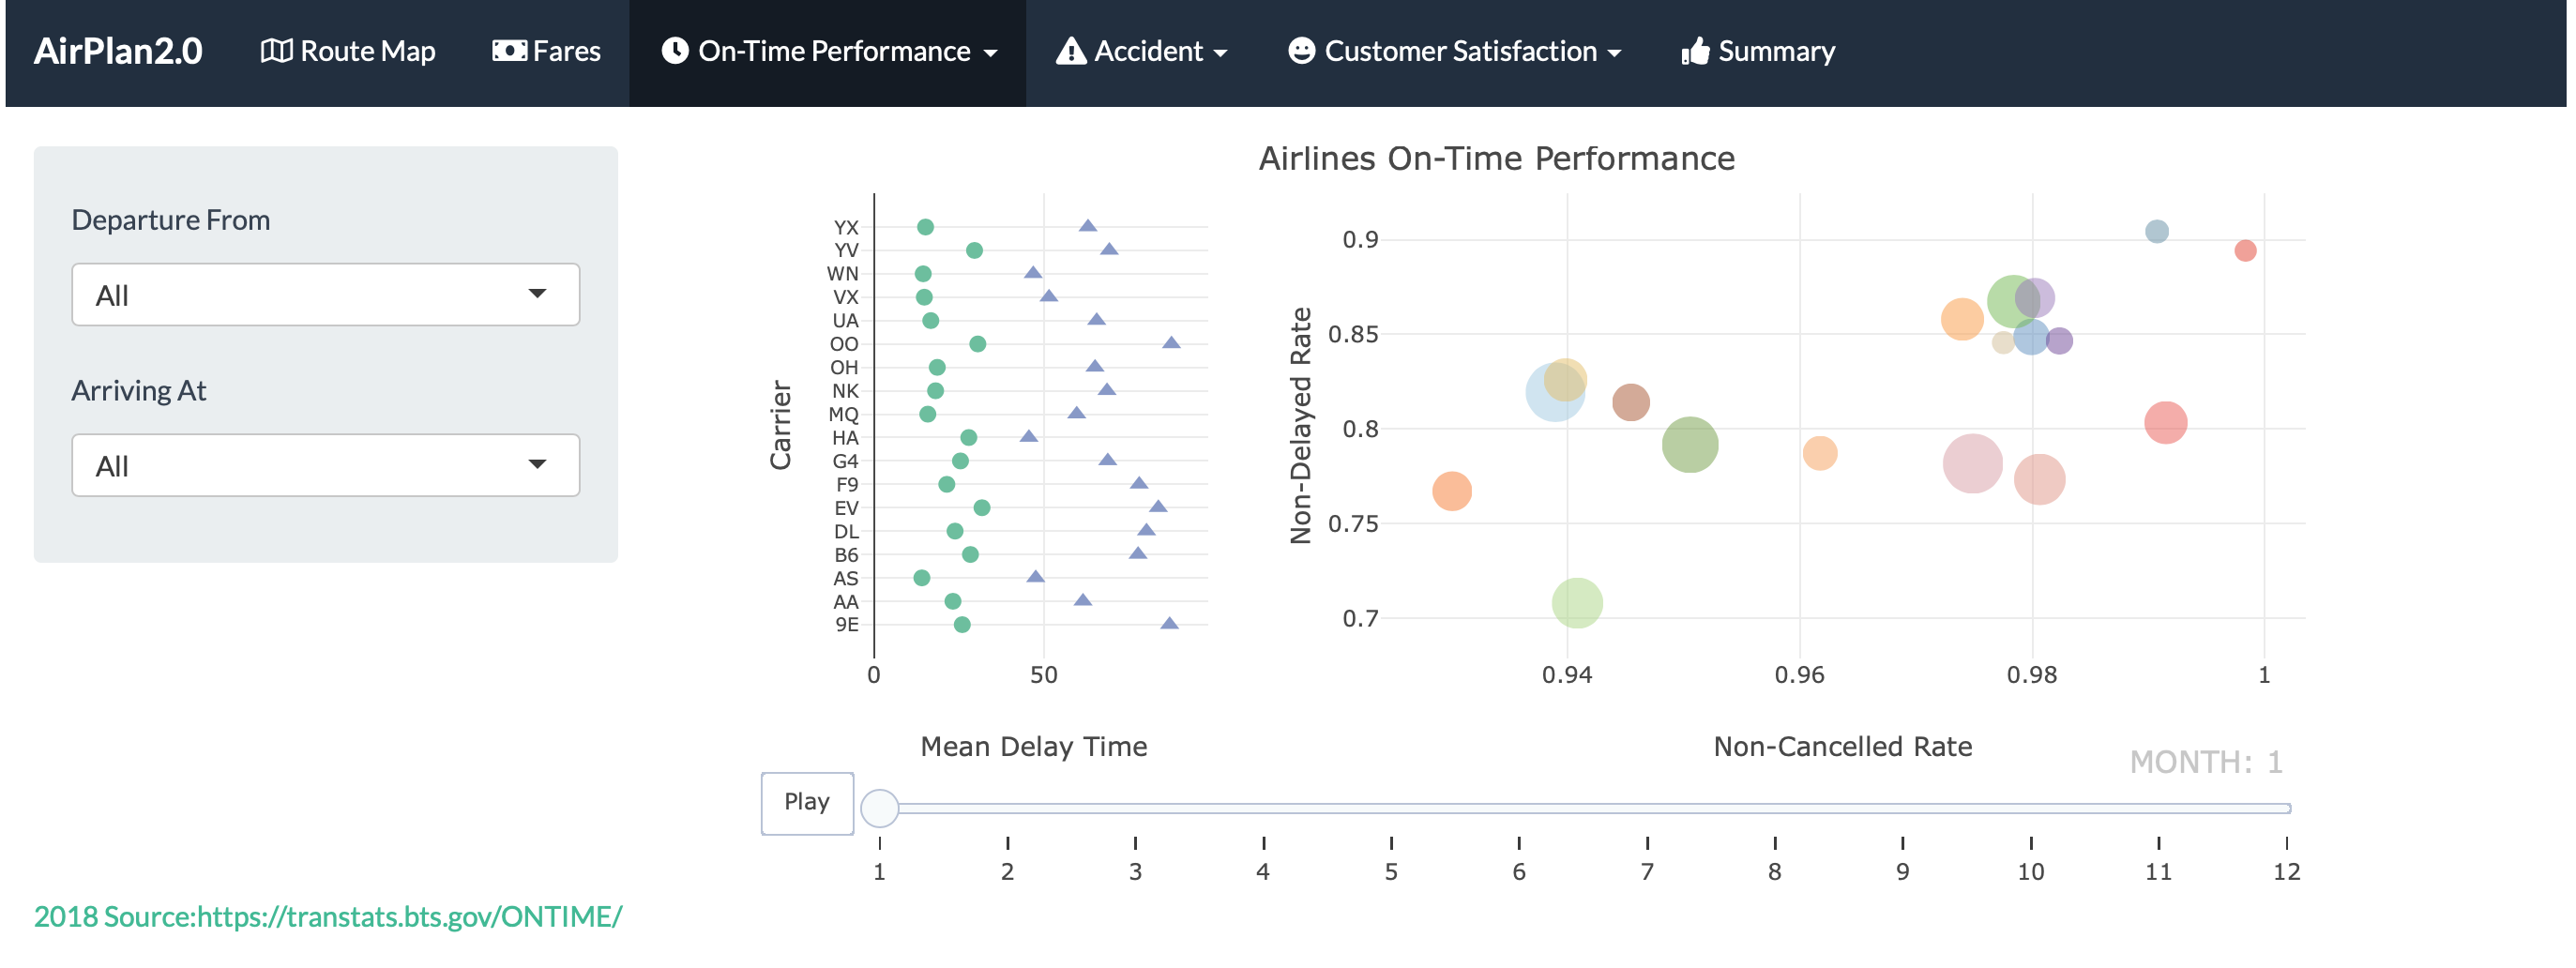 AirPlan2.0 Route Map Fares On-Time Performance Accident Customer Satisfaction Summary
Departure From
All
Arriving At
All
Airlines On-Time Performance
Carrier
YX
YV
WN
VX
UA
OO
OH
NK
MQ
HA
G4
F9
EV
DL
B6
AS
AA
9E
0 50
Mean Delay Time
Non-Delayed Rate
0.9
0.85
0.8
0.75
0.7
0.94 0.96 0.98 1
Non-Cancelled Rate
MONTH: 1
Play
1 2 3 4 5 6 7 8 9 10 11 12
2018 Source:https://transtats.bts.gov/ONTIME/